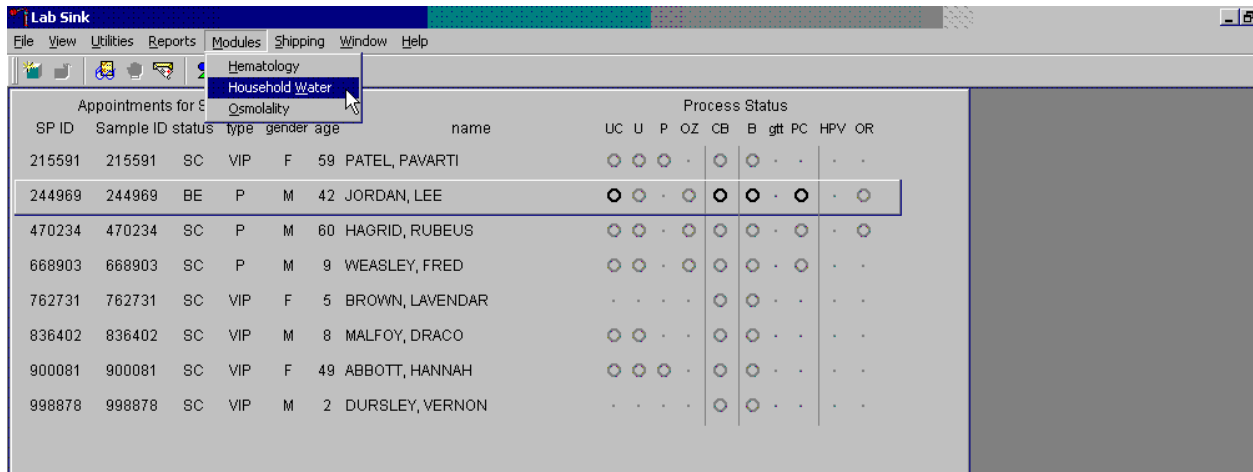 Lab Sink
File View Utilities Reports Modules Shipping Window Help
Hematology
Household Water
Osmolality
Appointments for S Process Status
SP ID Sample ID status type gender age name UC U P OZ CB B gtt PC HPV OR
215591 215591 SC VIP F 59 PATEL, PAVARTI
244969 244969 BE P M 42 JORDAN, LEE
470234 470234 SC P M 60 HAGRID, RUBEUS
668903 668903 SC P M 9 WEASLEY, FRED
762731 762731 SC VIP F 5 BROWN, LAVENDAR
836402 836402 SC VIP M 8 MALFOY, DRACO
900081 900081 SC VIP F 49 ABBOTT, HANNAH
998878 998878 SC VIP M 2 DURSLEY, VERNON